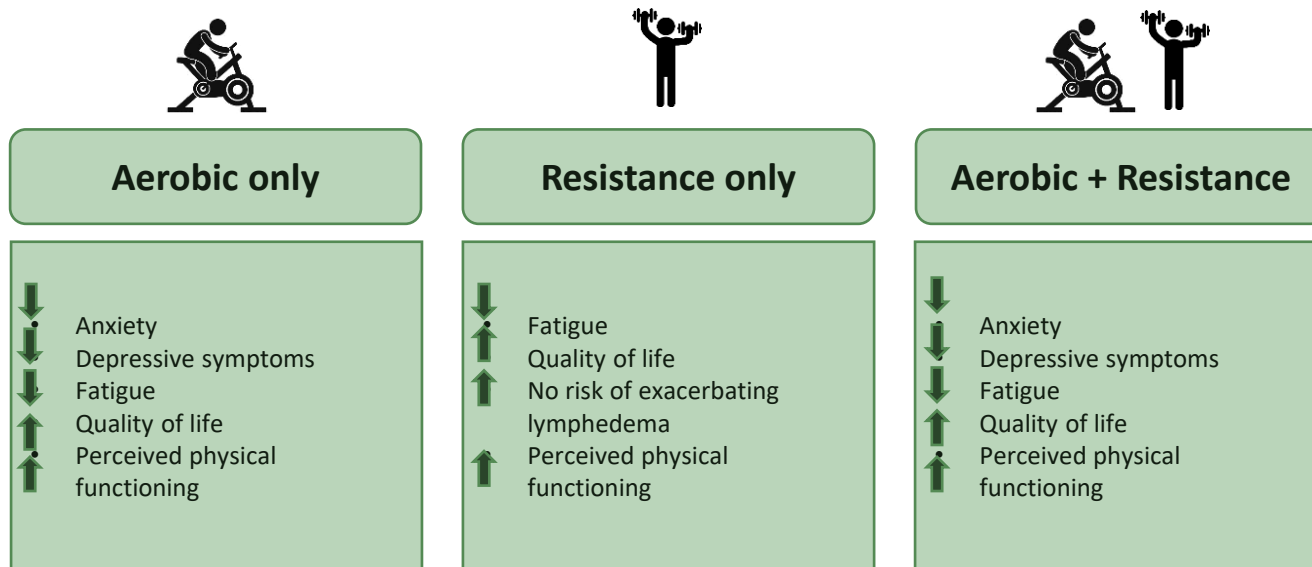 Aerobic only
Anxiety
Depressive symptoms
Fatigue
Quality of life
Perceived physical
functioning
Resistance only
Fatigue
Quality of life
No risk of exacerbating
lymphedema
Perceived physical
functioning
Aerobic + Resistance
Anxiety
Depressive symptoms
Fatigue
Quality of life
Perceived physical
functioning